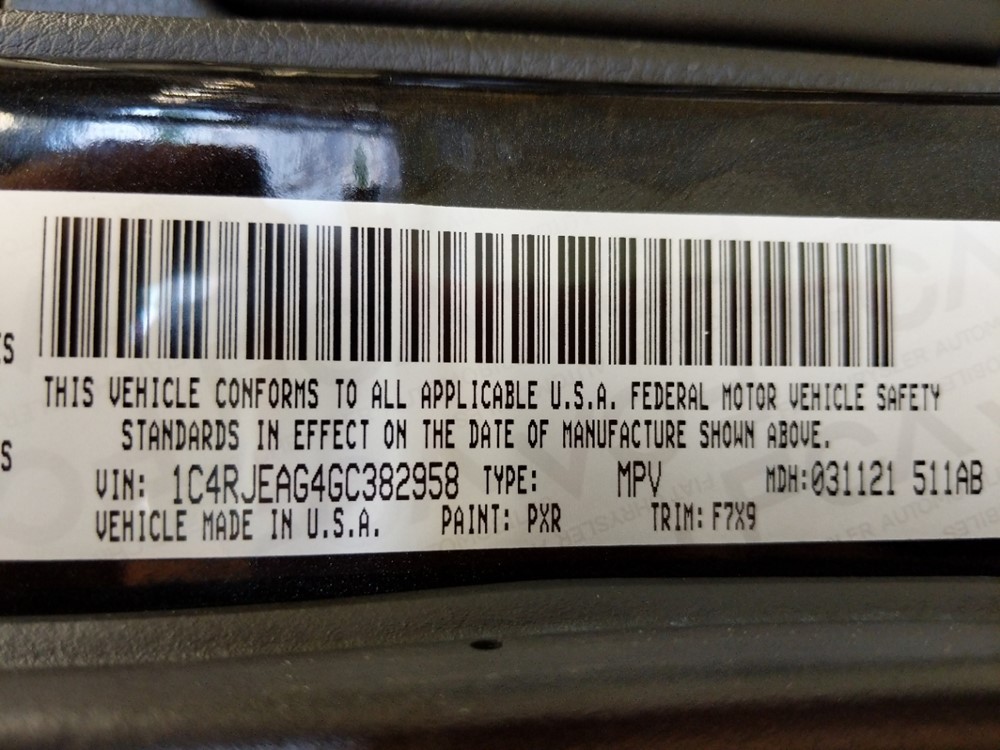 THIS VEHICLE CONFORMS TO ALL APPLICABLE U.S.A. FEDERAL MOTOR VEHICLE SAFETY
STANDARDS IN EFFECT ON THE DATE OF MANUFACTURE SHOWN ABOVE.
VIN: 1C4RJEAG4GC382958 TYPE: MPV MDH:031121 511AB
VEHICLE MADE IN U.S.A. PAINT: PXR TRIM: F7X9